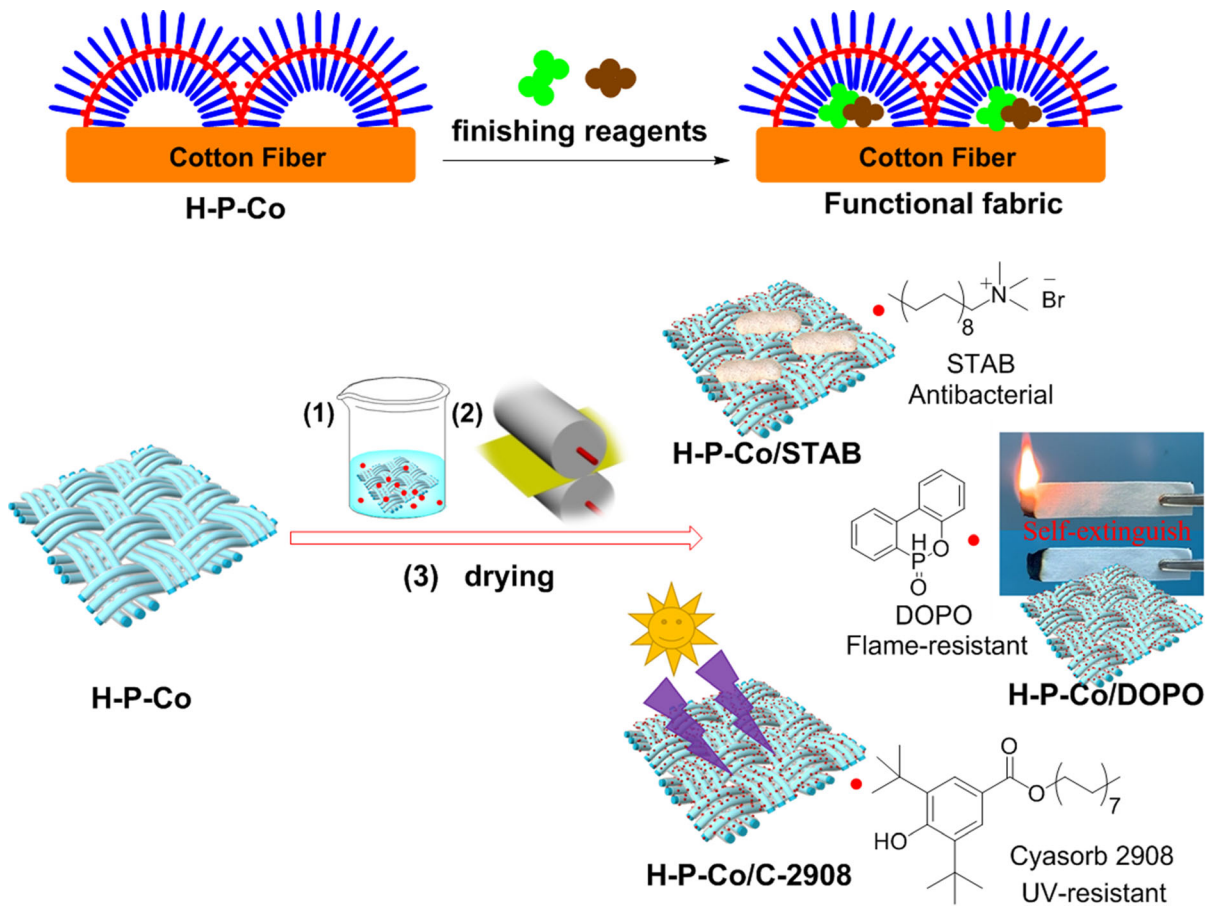 finishing reagents
Cotton Fiber
Cotton Fiber
H-P-Co
Functional fabric
(1)
(2)
(3) drying
H-P-Co
+
N
−
Br
8
STAB
Antibacterial
H-P-Co/STAB
H
P
O
O
Self-extinguish
DOPO
Flame-resistant
H-P-Co/DOPO
O
O
7
HO
Cyasorb 2908
UV-resistant
H-P-Co/C-2908